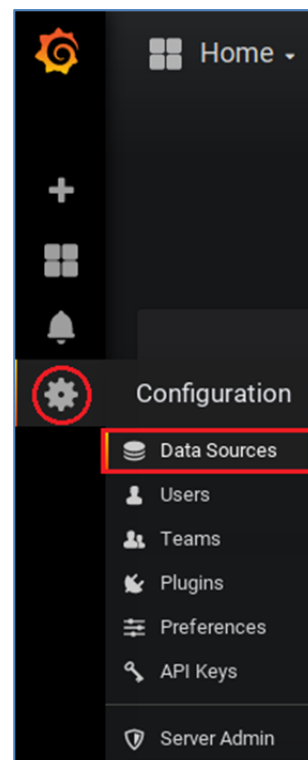 Home
Configuration
Data Sources
Users
Teams
Plugins
Preferences
API Keys
Server Admin